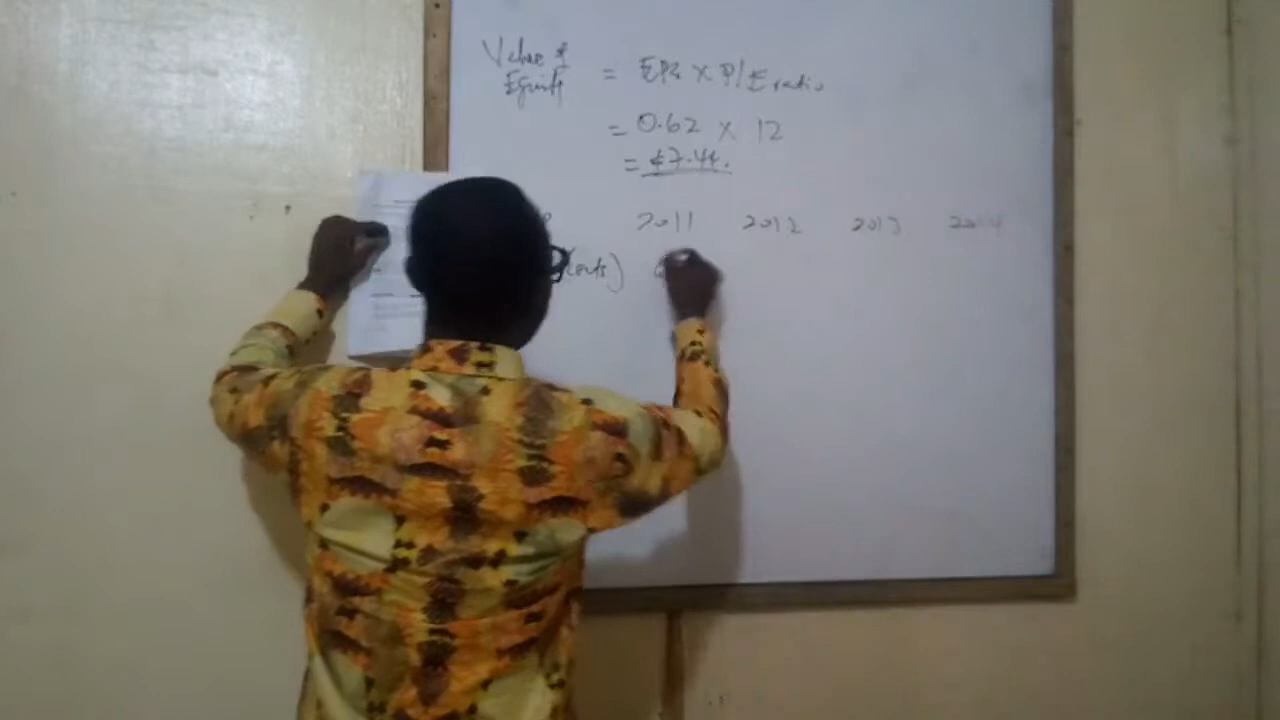 Value of
Equity = EPS x P/E ratio
= 0.62 x 12
= ¢7.44.
2011 2012 2013 2014
(cents)